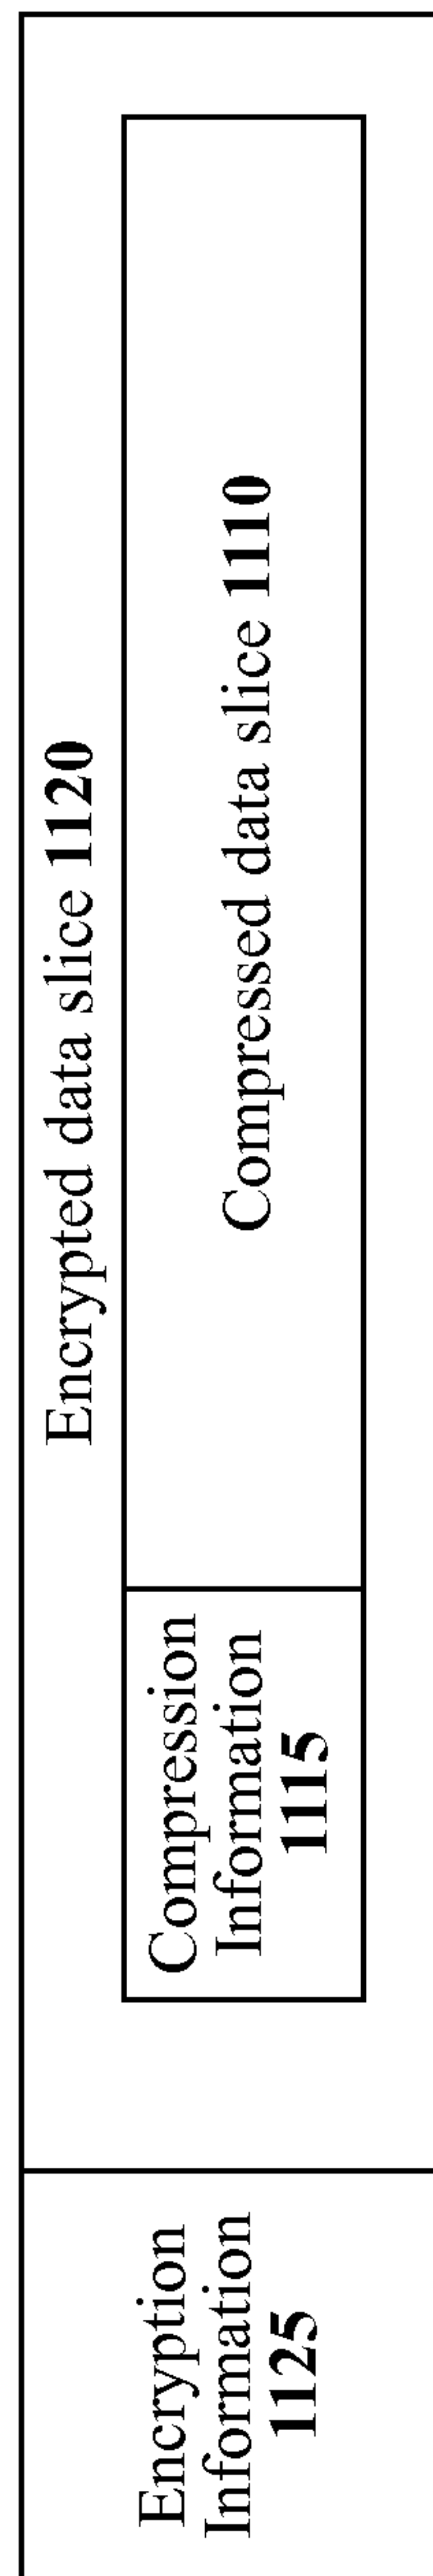 Encryption
Information
1125
Encrypted data slice 1120
Compression
Information
1115
Compressed data slice 1110